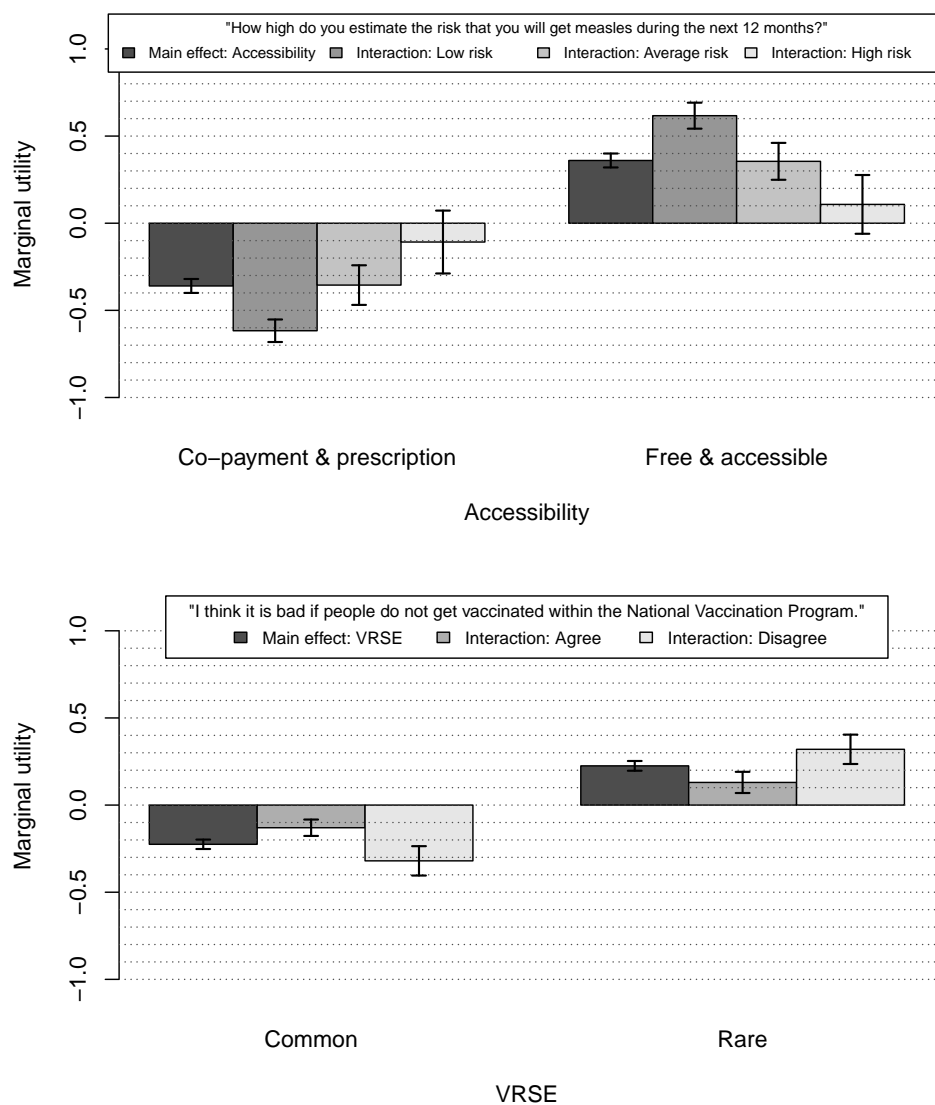 "How high do you estimate the risk that you will get measles during the next 12 months?"
Main effect: Accessibility Interaction: Low risk Interaction: Average risk Interaction: High risk
Marginal utility
1.0
0.5
0.0
−0.5
−1.0
Co−payment & prescription Free & accessible
Accessibility
"I think it is bad if people do not get vaccinated within the National Vaccination Program."
Main effect: VRSE Interaction: Agree Interaction: Disagree
Marginal utility
1.0
0.5
0.0
−0.5
−1.0
Common Rare
VRSE